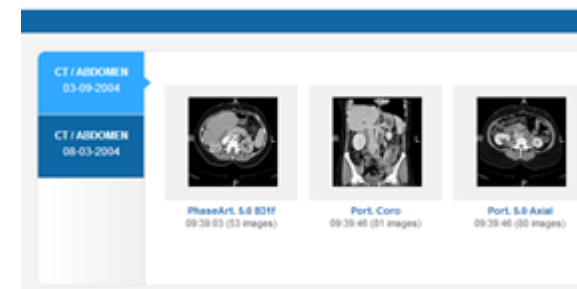 CT / ABDOMEN
03-09-2004
CT / ABDOMEN
08-03-2004
A
R
L
P
PhaseArt. 5.0 B31f
09:39:03 (53 images)
R
L
Port. Coro
09:39:46 (81 images)
A
R
L
P
Port. 5.0 Axial
09:39:46 (80 images)